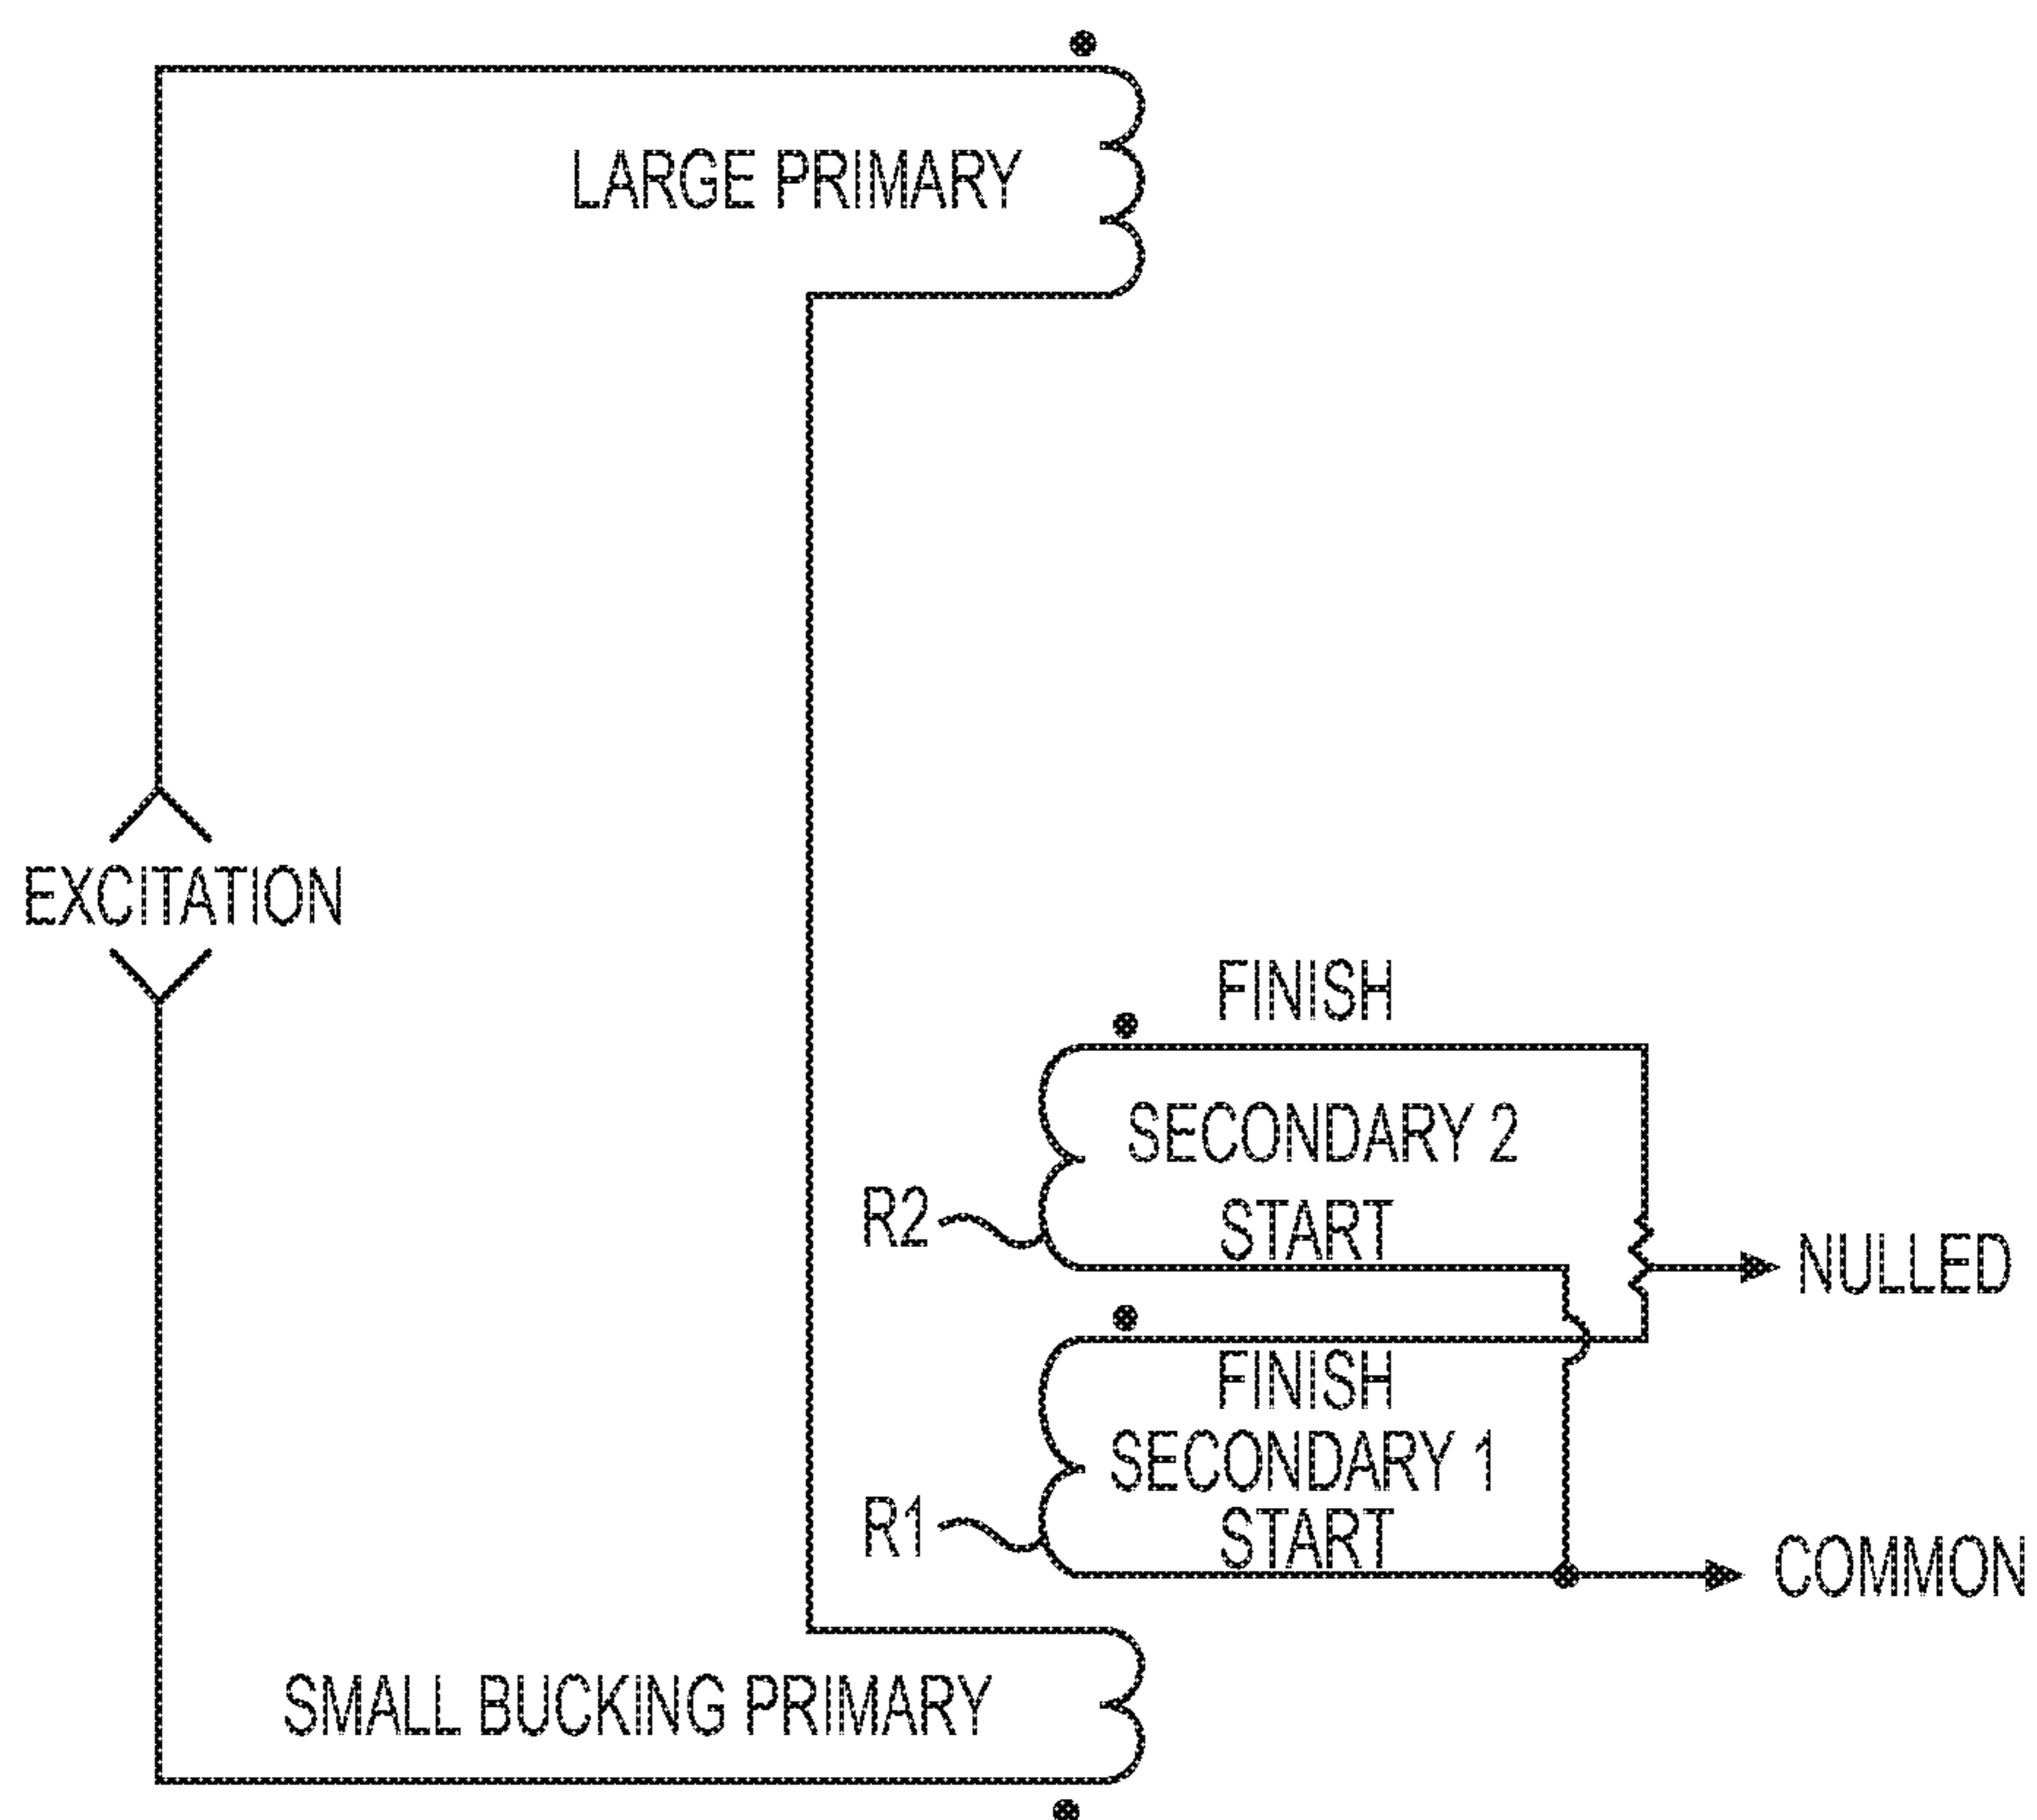 LARGE PRIMARY
EXCITATION
FINISH
SECONDARY 2
R2
START
NULLED
FINISH
SECONDARY 1
R1
START
COMMON
SMALL BUCKING PRIMARY